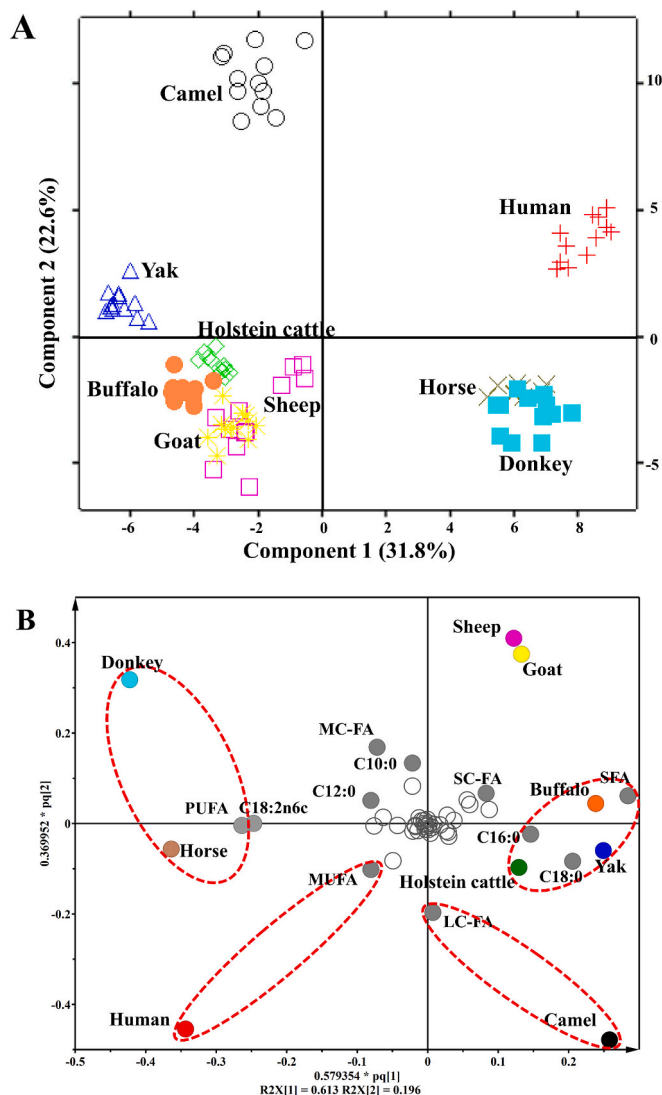 A
Camel
10
Human
5
Yak
Holstein cattle
0
Buffalo
Sheep
Horse
Goat
Donkey
-5
Component 2 (22.6%)
-6 -4 -2 0 2 4 6 8
Component 1 (31.8%)
B
0.4
Sheep
Donkey
Goat
0.2
MC-FA
C10:0
C12:0
SC-FA
Buffalo
SFA
PUFA
C18:2n6c
0
C16:0
Horse
Yak
MUFA
Holstein cattle
C18:0
-0.2
LC-FA
-0.4
Human
Camel
0.369952 * pq[2]
-0.5 -0.4 -0.3 -0.2 -0.1 0 0.1 0.2
0.579354 * pq[1]
R2X[1] = 0.613 R2X[2] = 0.196